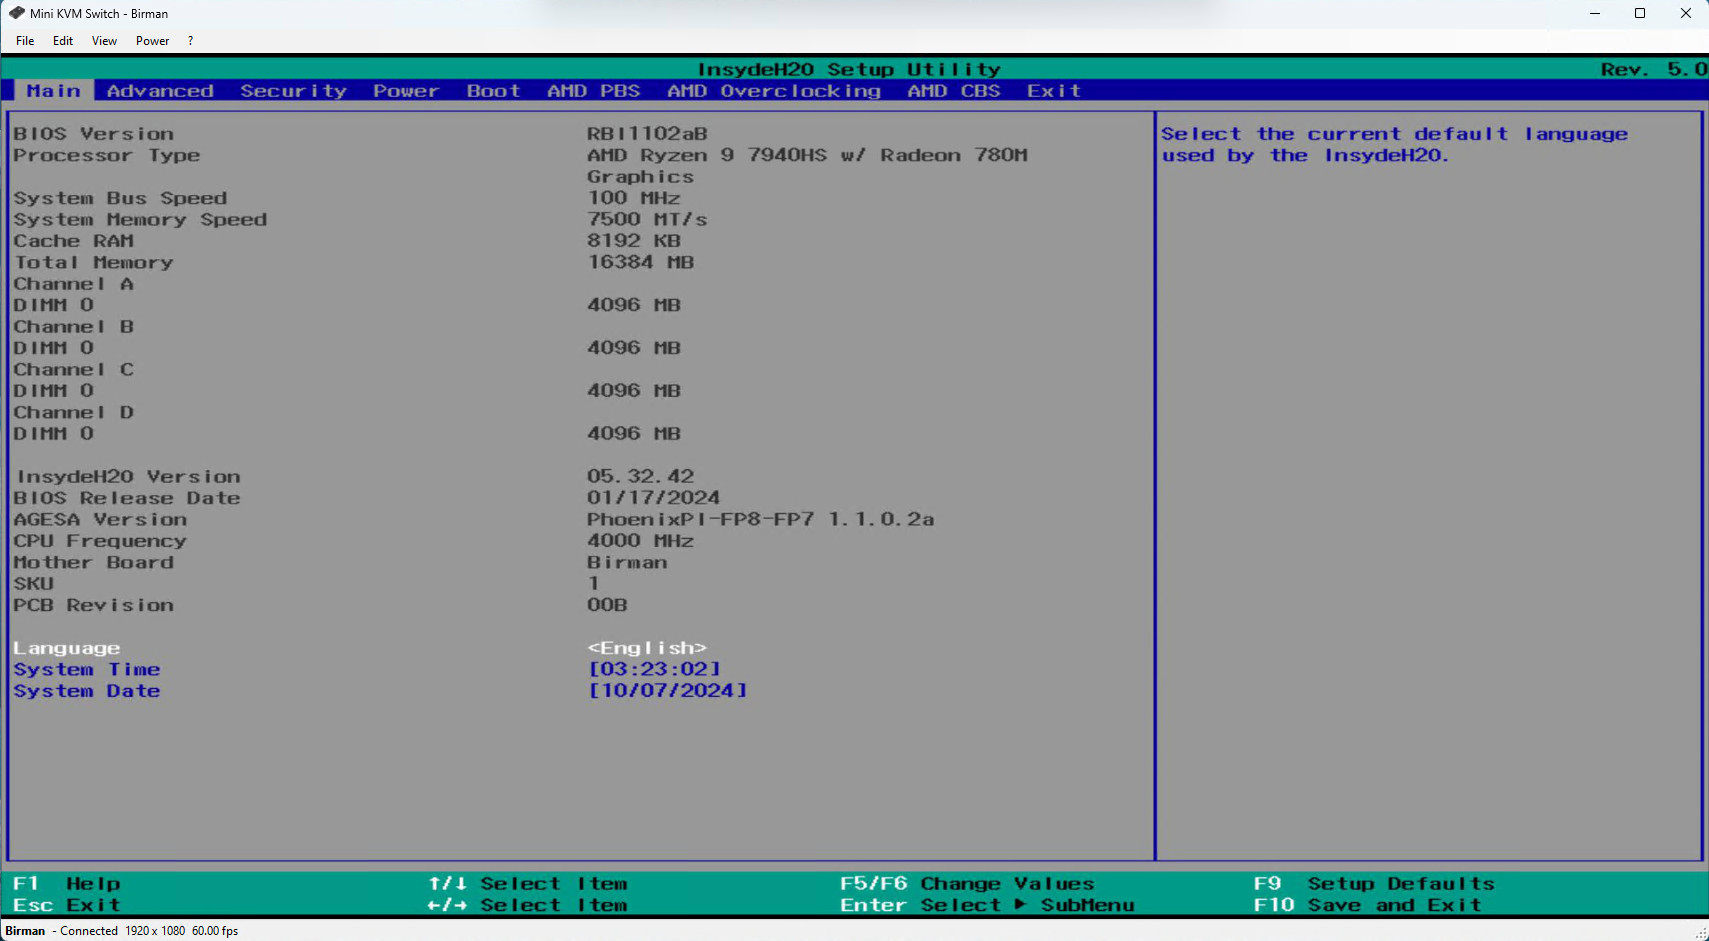 Mini KVM Switch - Birman
File Edit View Power ?
InsydeH20 Setup Utility Rev. 5.0
Main Advanced Security Power Boot AMD PBS AMD Overclocking AMD CBS Exit
BIOS Version RBI1102aB
Processor Type AMD Ryzen 9 7940HS w/ Radeon 780M
Graphics
System Bus Speed 100 MHz
System Memory Speed 7500 MT/s
Cache RAM 8192 KB
Total Memory 16384 MB
Channel A
DIMM 0 4096 MB
Channel B
DIMM 0 4096 MB
Channel C
DIMM 0 4096 MB
Channel D
DIMM 0 4096 MB
InsydeH20 Version 05.32.42
BIOS Release Date 01/17/2024
AGESA Version PhoenixPI-FP8-FP7 1.1.0.2a
CPU Frequency 4000 MHz
Mother Board Birman
SKU 1
PCB Revision 00B
Language <English>
System Time [03:23:02]
System Date [10/07/2024]
Select the current default language
used by the InsydeH20.
F1 Help ↑/↓ Select Item F5/F6 Change Values F9 Setup Defaults
Esc Exit ←/→ Select Item Enter Select ► SubMenu F10 Save and Exit
Birman - Connected 1920 x 1080 60.00 fps